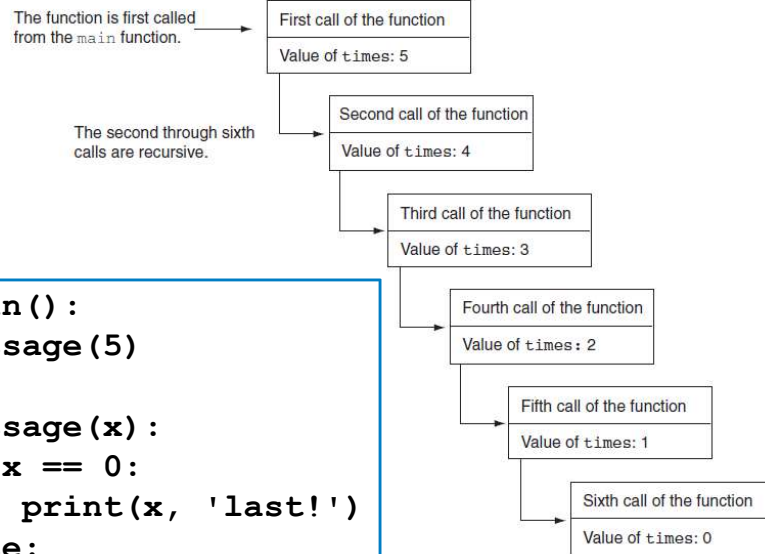 The function is first called
from the main function.
First call of the function
Value of times: 5
The second through sixth
calls are recursive.
Second call of the function
Value of times: 4
Third call of the function
Value of times: 3
Fourth call of the function
Value of times: 2
Fifth call of the function
Value of times: 1
Sixth call of the function
Value of times: 0
n():
sage(5)
sage(x):
x == 0:
print(x, 'last!')
e: